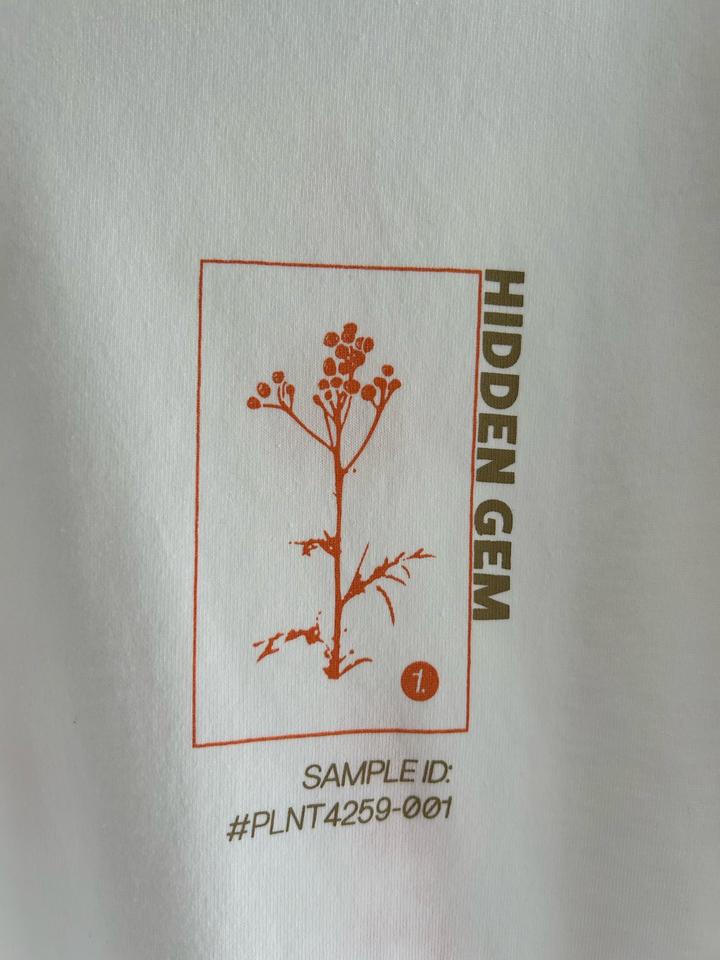 HIDDEN GEM
1.
SAMPLE ID:
#PLNT4259-001